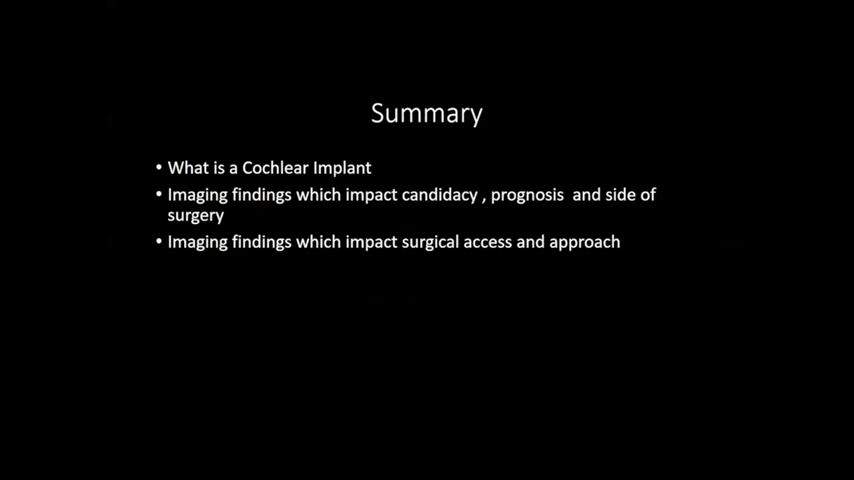 Summary
• What is a Cochlear Implant
• Imaging findings which impact candidacy , prognosis  and side of
surgery
• Imaging findings which impact surgical access and approach